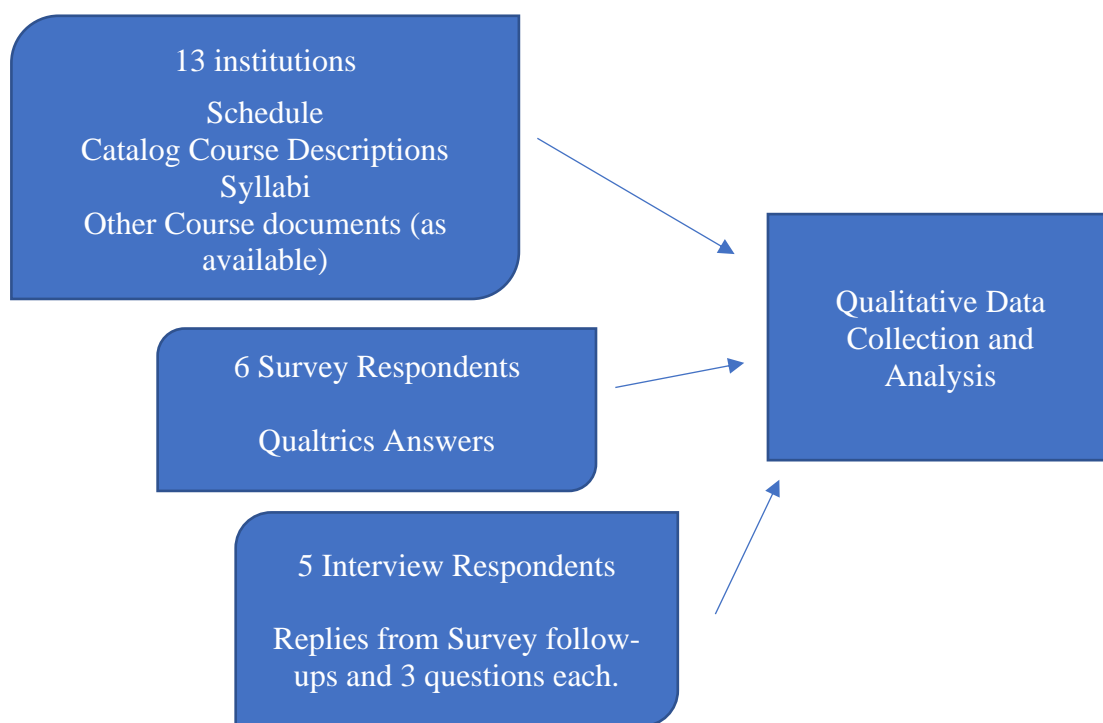 13 institutions
Schedule
Catalog Course Descriptions
Syllabi
Other Course documents (as
available)
6 Survey Respondents
Qualtrics Answers
5 Interview Respondents
Replies from Survey follow-
ups and 3 questions each.
Qualitative Data
Collection and
Analysis